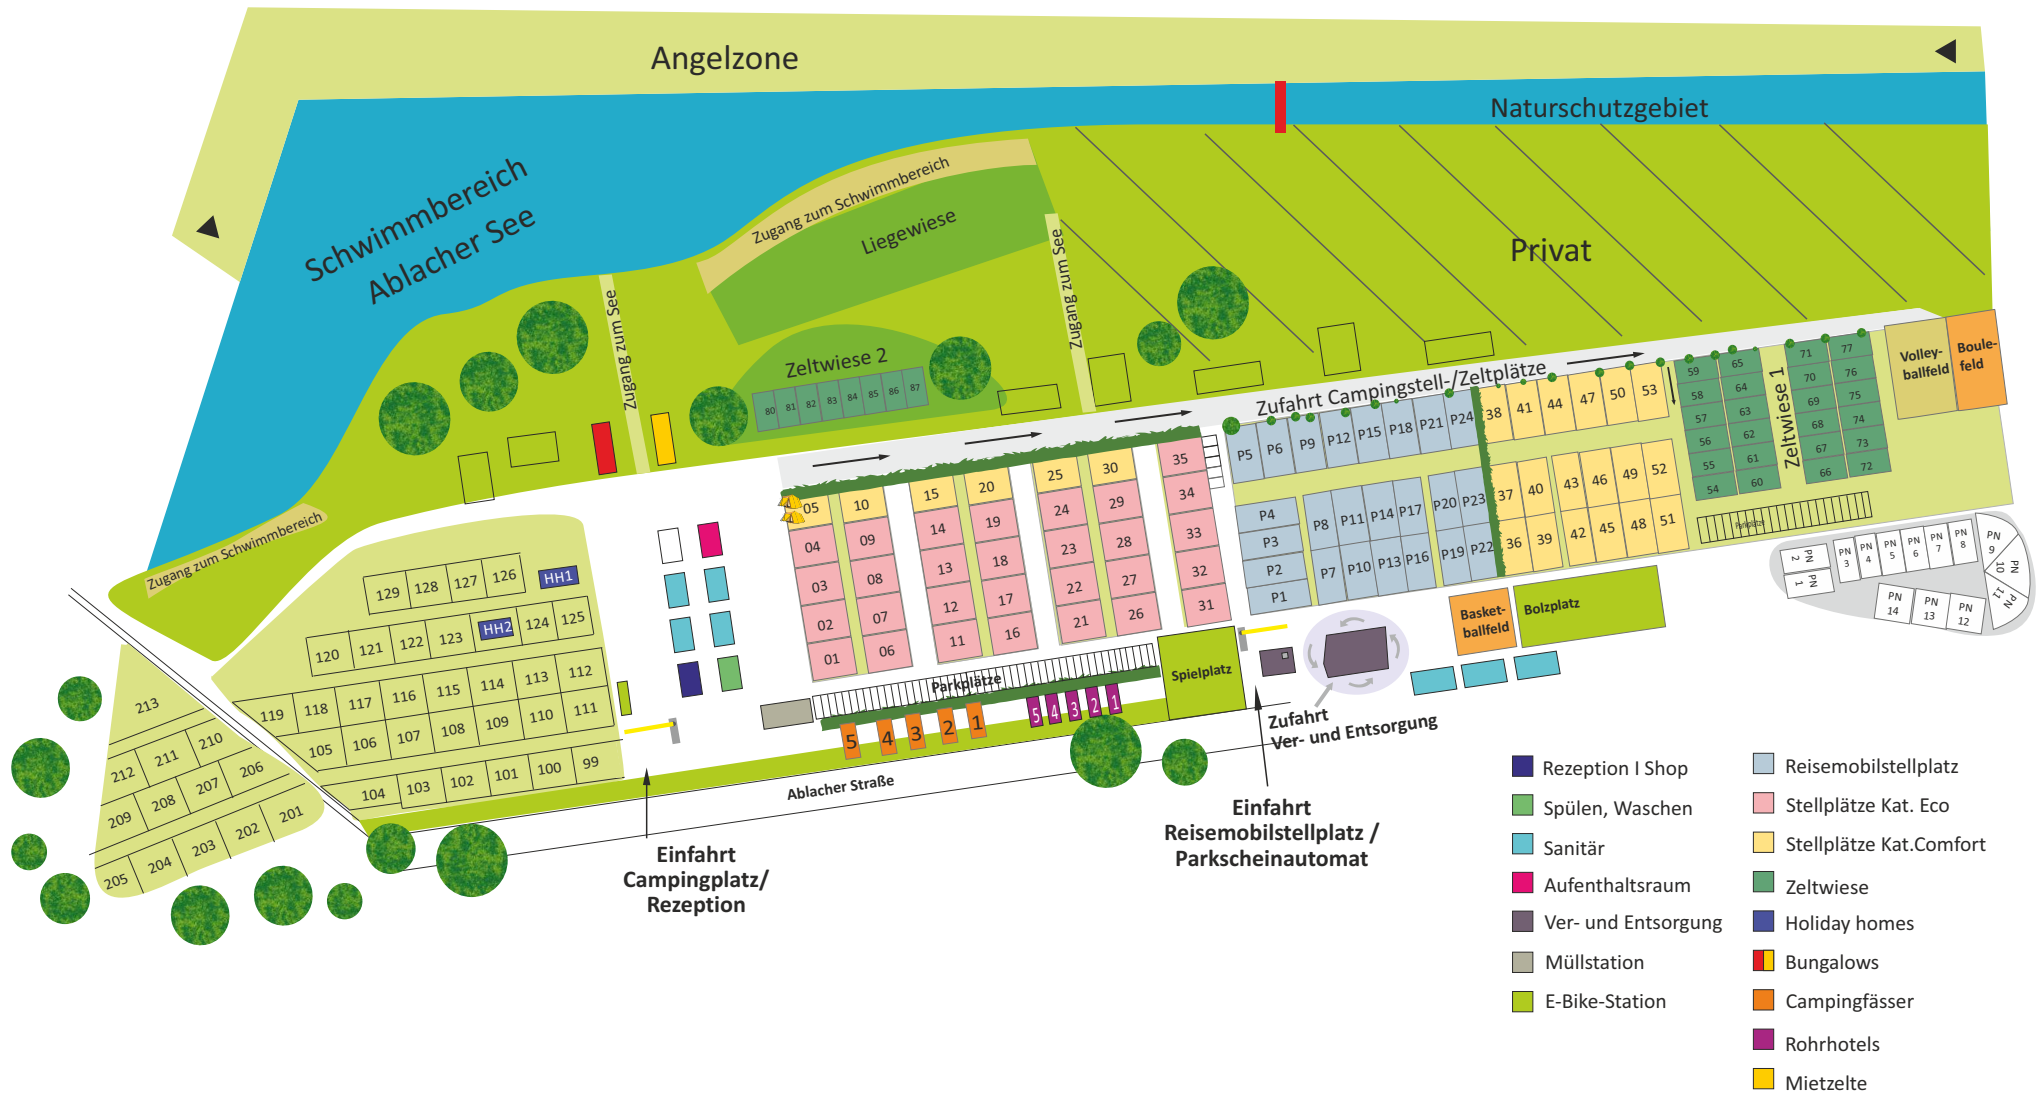 Angelzone
Naturschutzgebiet
Schwimmbereich
Ablacher See
Zugang zum Schwimmbereich
Liegewiese
Privat
Zugang zum See
Zugang zum See
Zeltwiese 2
80 81 82 83 84 85 86 87
Zufahrt Campingstell-/Zeltplätze
Zugang zum Schwimmbereich
Volley-
ballfeld
Boule-
feld
Zeltwiese 1
59 65 71 77
58 64 70 76
57 63 69 75
56 62 68 74
55 61 67 73
54 60 66 72
Parkplätze
38 41 44 47 50 53
37 40 43 46 49 52
36 39 42 45 48 51
P5 P6 P9 P12 P15 P18 P21 P24
P4
P3
P2
P1
P8 P11 P14 P17 P20 P23
P7 P10 P13 P16 P19 P22
05 10 15 20 25 30 35
04 09 14 19 24 29 34
03 08 13 18 23 28 33
02 07 12 17 22 27 32
01 06 11 16 21 26 31
PN 2
PN 1
PN 3
PN 4
PN 5
PN 6
PN 7
PN 8
PN 9
PN 10
PN 11
PN 12
PN 13
PN 14
129 128 127 126 HH1
120 121 122 123 HH2 124 125
119 118 117 116 115 114 113 112
105 106 107 108 109 110 111
104 103 102 101 100 99
213
212 211 210
209 208 207 206
205 204 203 202 201
Parkplätze
5 4 3 2 1
5 4 3 2 1
Spielplatz
Basket-
ballfeld
Bolzplatz
Zufahrt
Ver- und Entsorgung
Ablacher Straße
Einfahrt
Campingplatz/
Rezeption
Einfahrt
Reisemobilstellplatz /
Parkscheinautomat
Rezeption I Shop
Spülen, Waschen
Sanitär
Aufenthaltsraum
Ver- und Entsorgung
Müllstation
E-Bike-Station
Reisemobilstellplatz
Stellplätze Kat. Eco
Stellplätze Kat.Comfort
Zeltwiese
Holiday homes
Bungalows
Campingfässer
Rohrhotels
Mietzelte